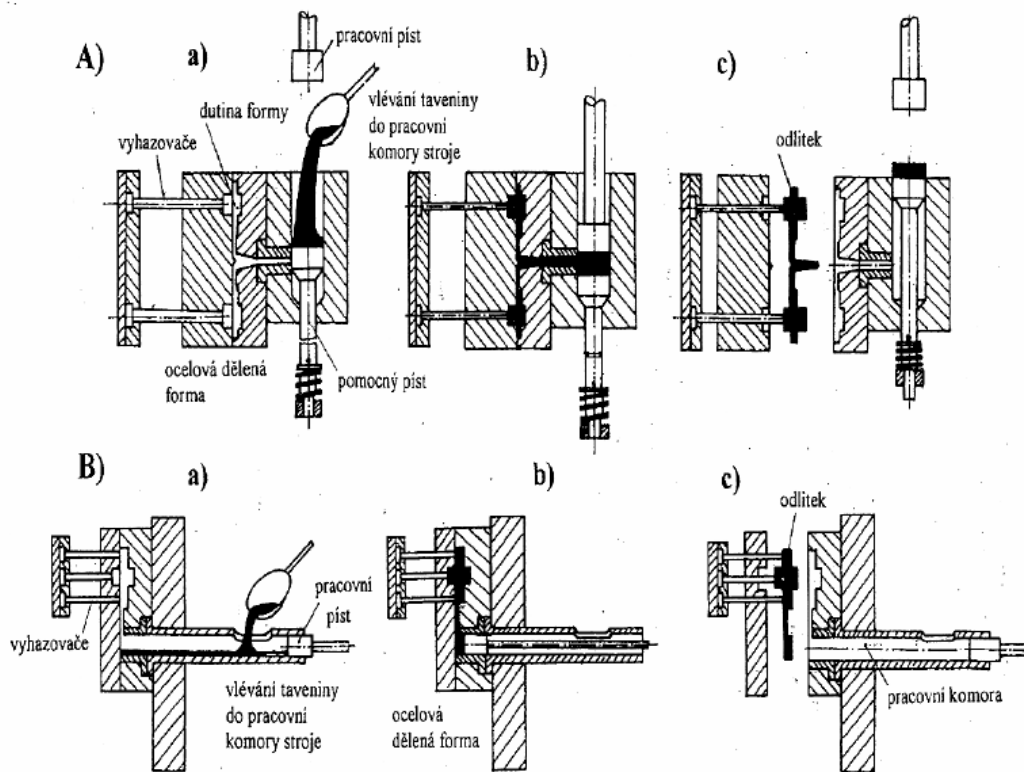 A)
a)
pracovní píst
vlévání taveniny
do pracovní
komory stroje
dutina formy
vyhazovače
ocelová dělená
forma
pomocný píst
b)
c)
odlitek
B)
a)
pracovní
píst
vyhazovače
vlévání taveniny
do pracovní
komory stroje
b)
ocelová
dělená forma
c)
odlitek
pracovní komora